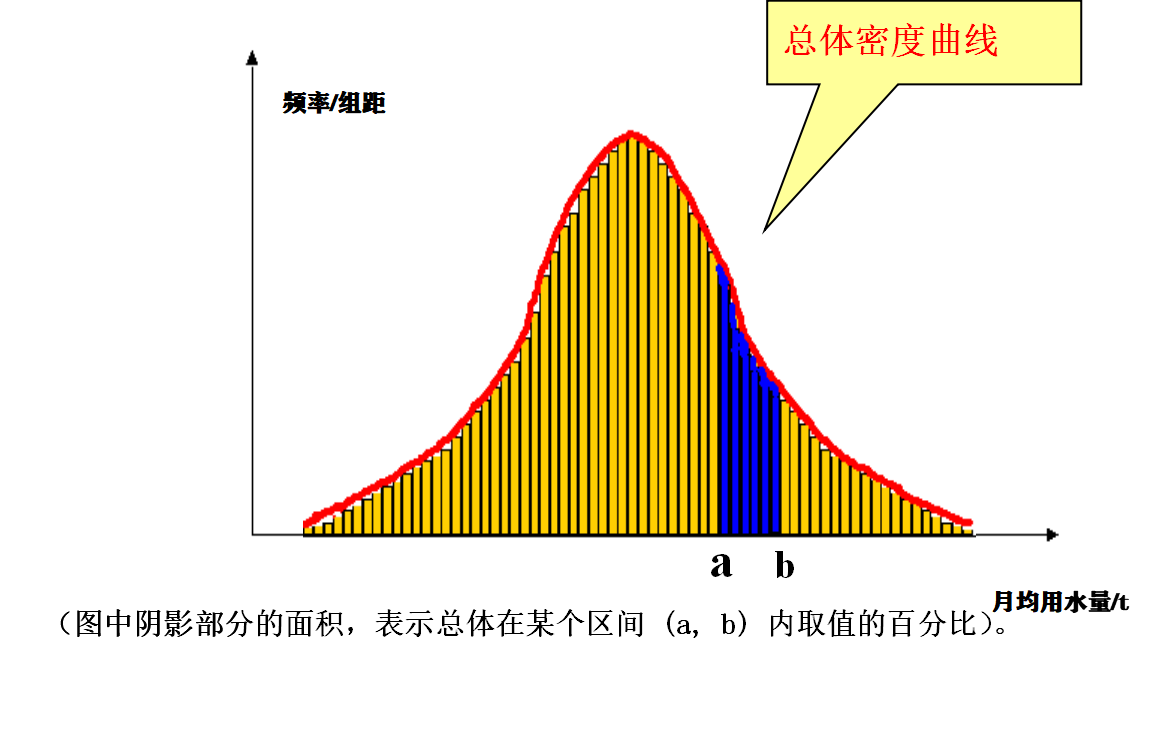 总体密度曲线
频率/组距
a
b
月均用水量/t
（图中阴影部分的面积，表示总体在某个区间 (a, b) 内取值的百分比）。